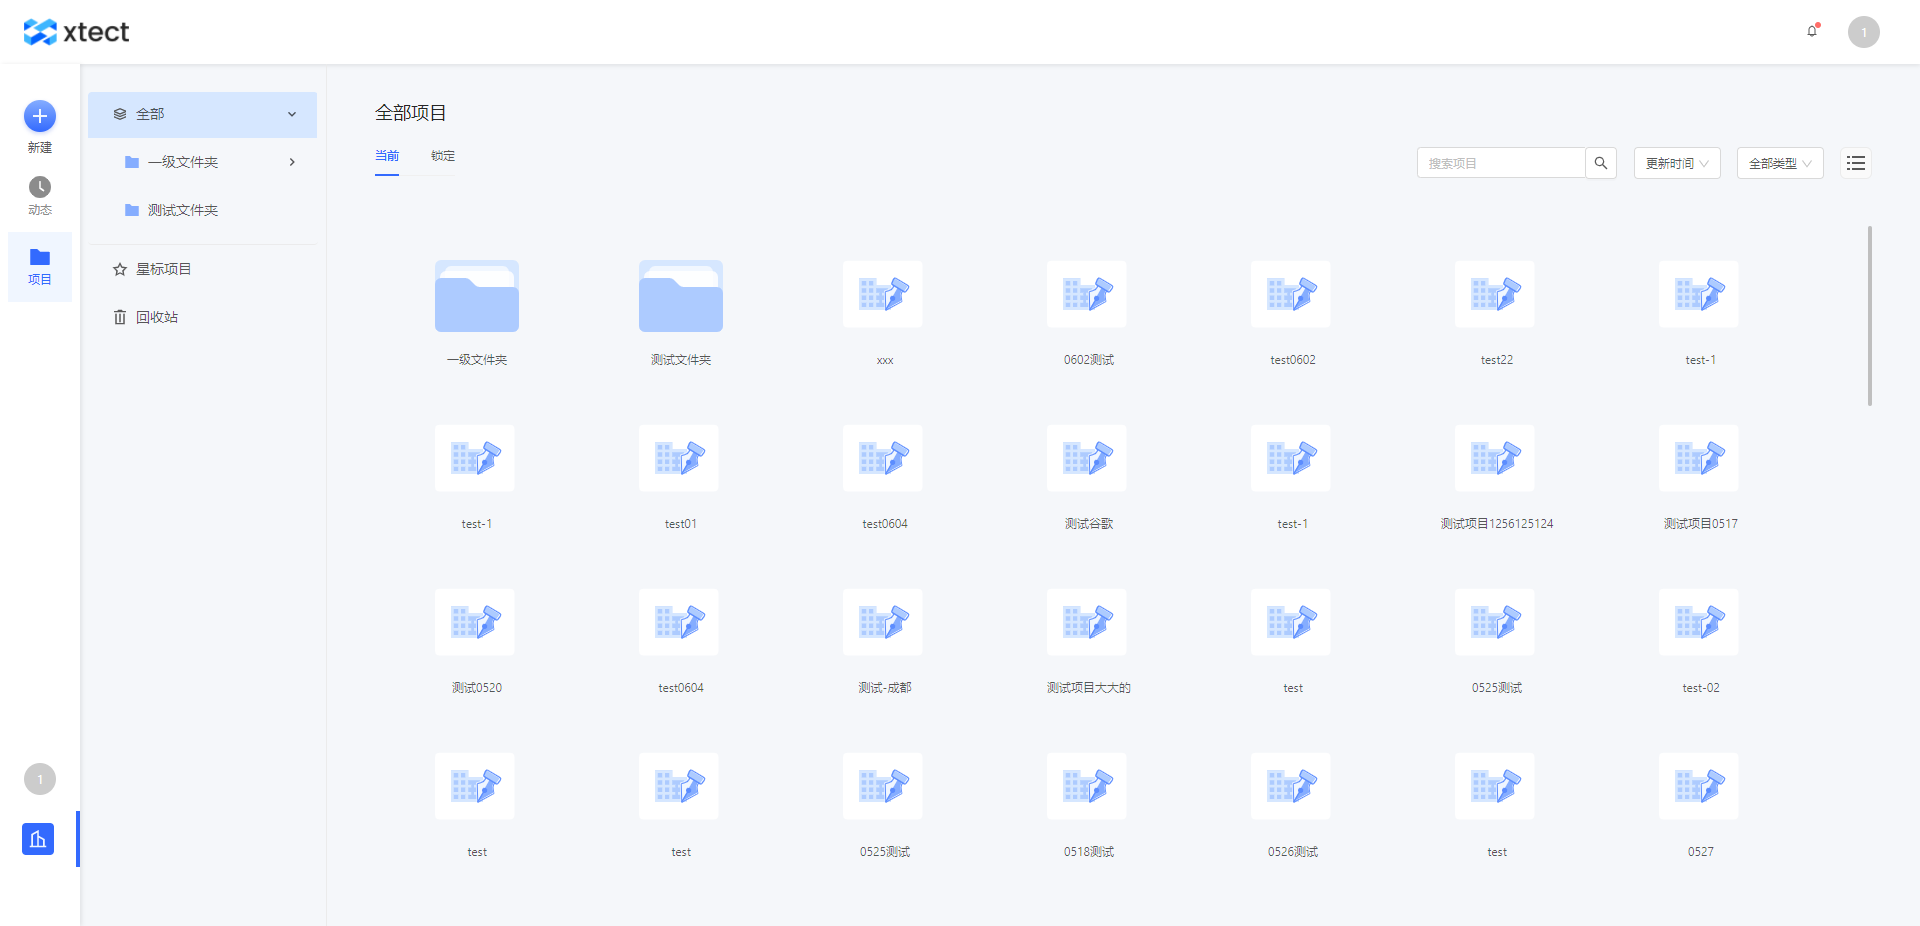 xtect
1
新建
动态
项目
1
全部
一级文件夹
测试文件夹
星标项目
回收站
全部项目
当前 锁定
搜索项目 更新时间 全部类型
一级文件夹 测试文件夹 xxx 0602测试 test0602 test22 test-1
test-1 test01 test0604 测试谷歌 test-1 测试项目1256125124 测试项目0517
测试0520 test0604 测试-成都 测试项目大大的 test 0525测试 test-02
test test 0525测试 0518测试 0526测试 test 0527